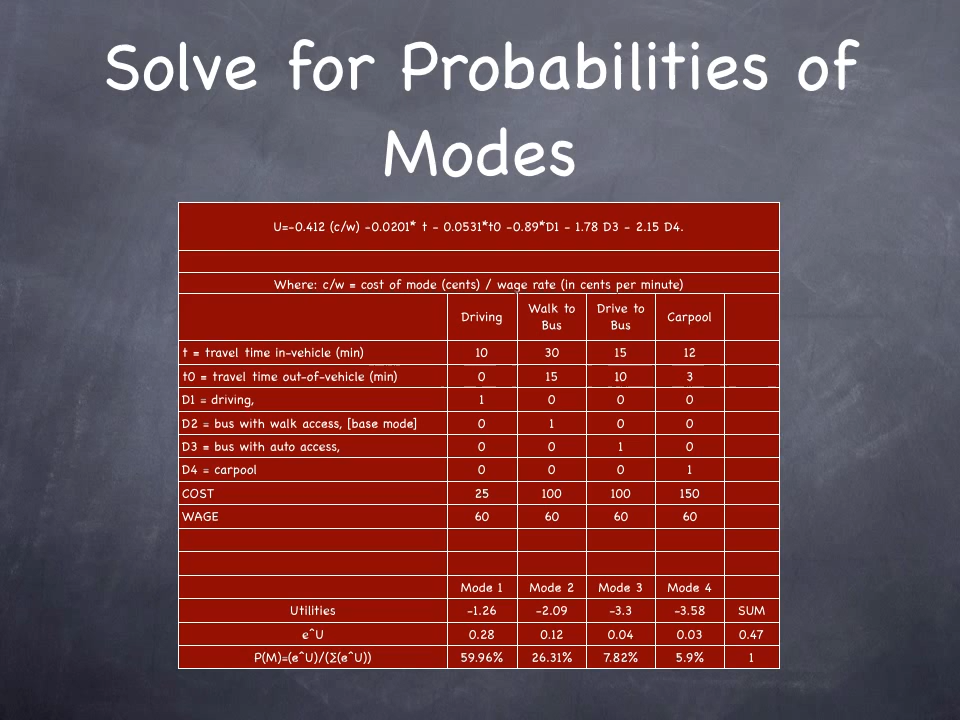 Solve for Probabilities of
Modes
U=-0.412 (c/w) -0.0201* t - 0.0531*t0 -0.89*D1 - 1.78 D3 - 2.15 D4.
Where: c/w = cost of mode (cents) / wage rate (in cents per minute)
Driving Walk to Bus Drive to Bus Carpool
t = travel time in-vehicle (min) 10 30 15 12
t0 = travel time out-of-vehicle (min) 0 15 10 3
D1 = driving, 1 0 0 0
D2 = bus with walk access, [base mode] 0 1 0 0
D3 = bus with auto access, 0 0 1 0
D4 = carpool 0 0 0 1
COST 25 100 100 150
WAGE 60 60 60 60
Mode 1 Mode 2 Mode 3 Mode 4
Utilities -1.26 -2.09 -3.3 -3.58 SUM
e^U 0.28 0.12 0.04 0.03 0.47
P(M)=(e^U)/(Σ(e^U)) 59.96% 26.31% 7.82% 5.9% 1